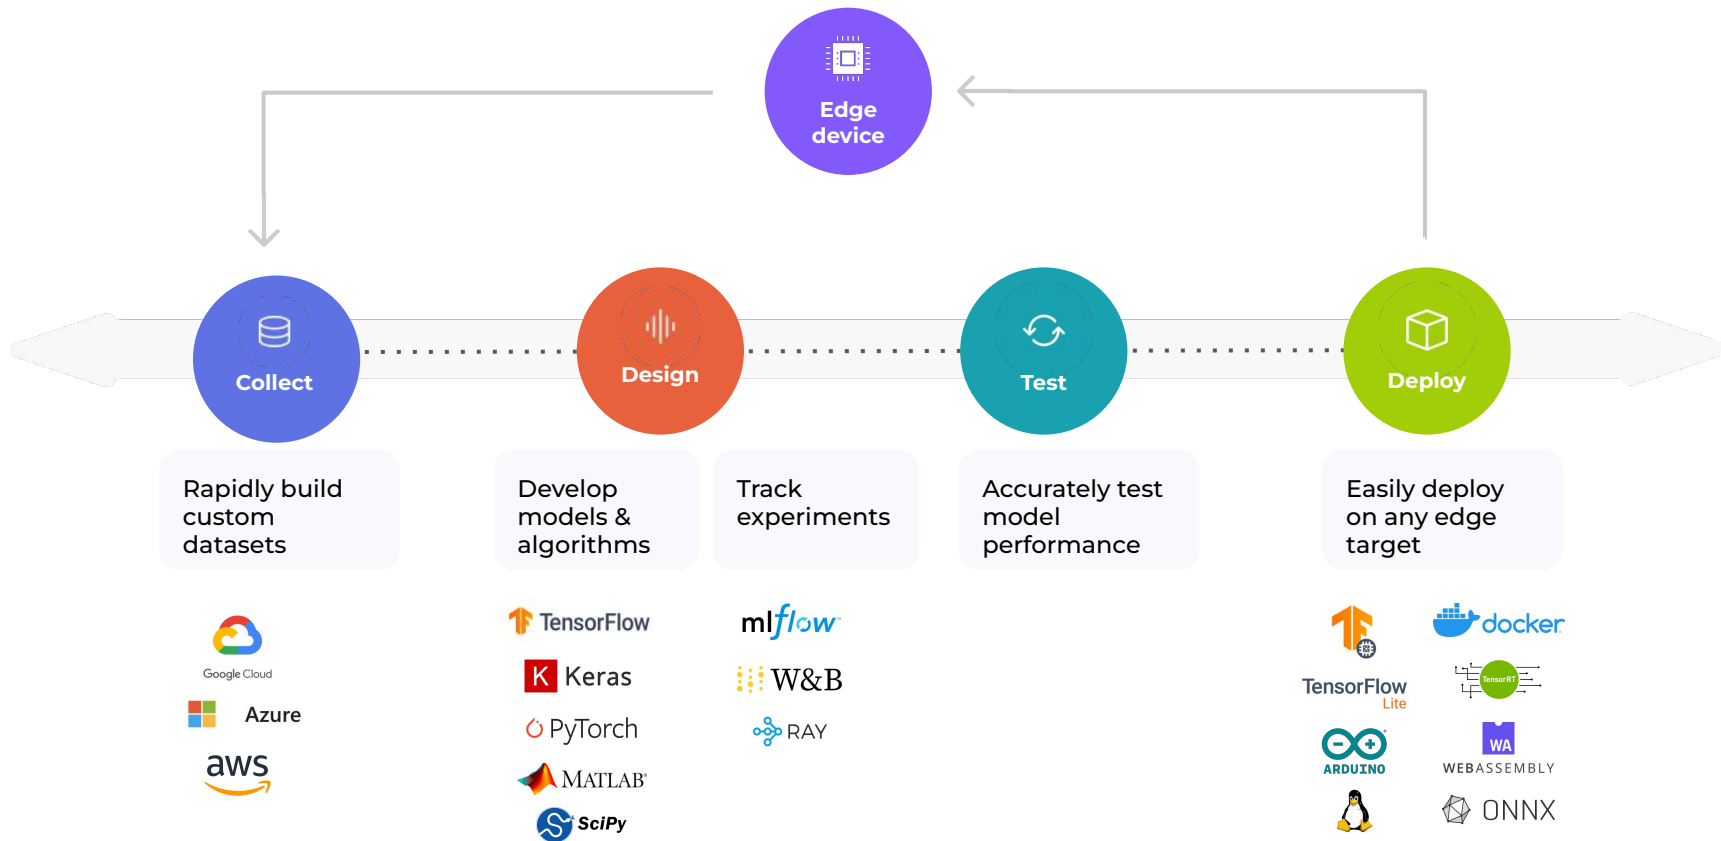 Edge
device
Collect
Design
Test
Deploy
Rapidly build
custom
datasets
Develop
models &
algorithms
Track
experiments
Accurately test
model
performance
Easily deploy
on any edge
target
Google Cloud
Azure
aws
TensorFlow
K Keras
PyTorch
MATLAB®
SciPy
mlflow™
W&B
RAY
TensorFlow
Lite
ARDUINO
docker
TensorRT
WA
WEBASSEMBLY
ONNX